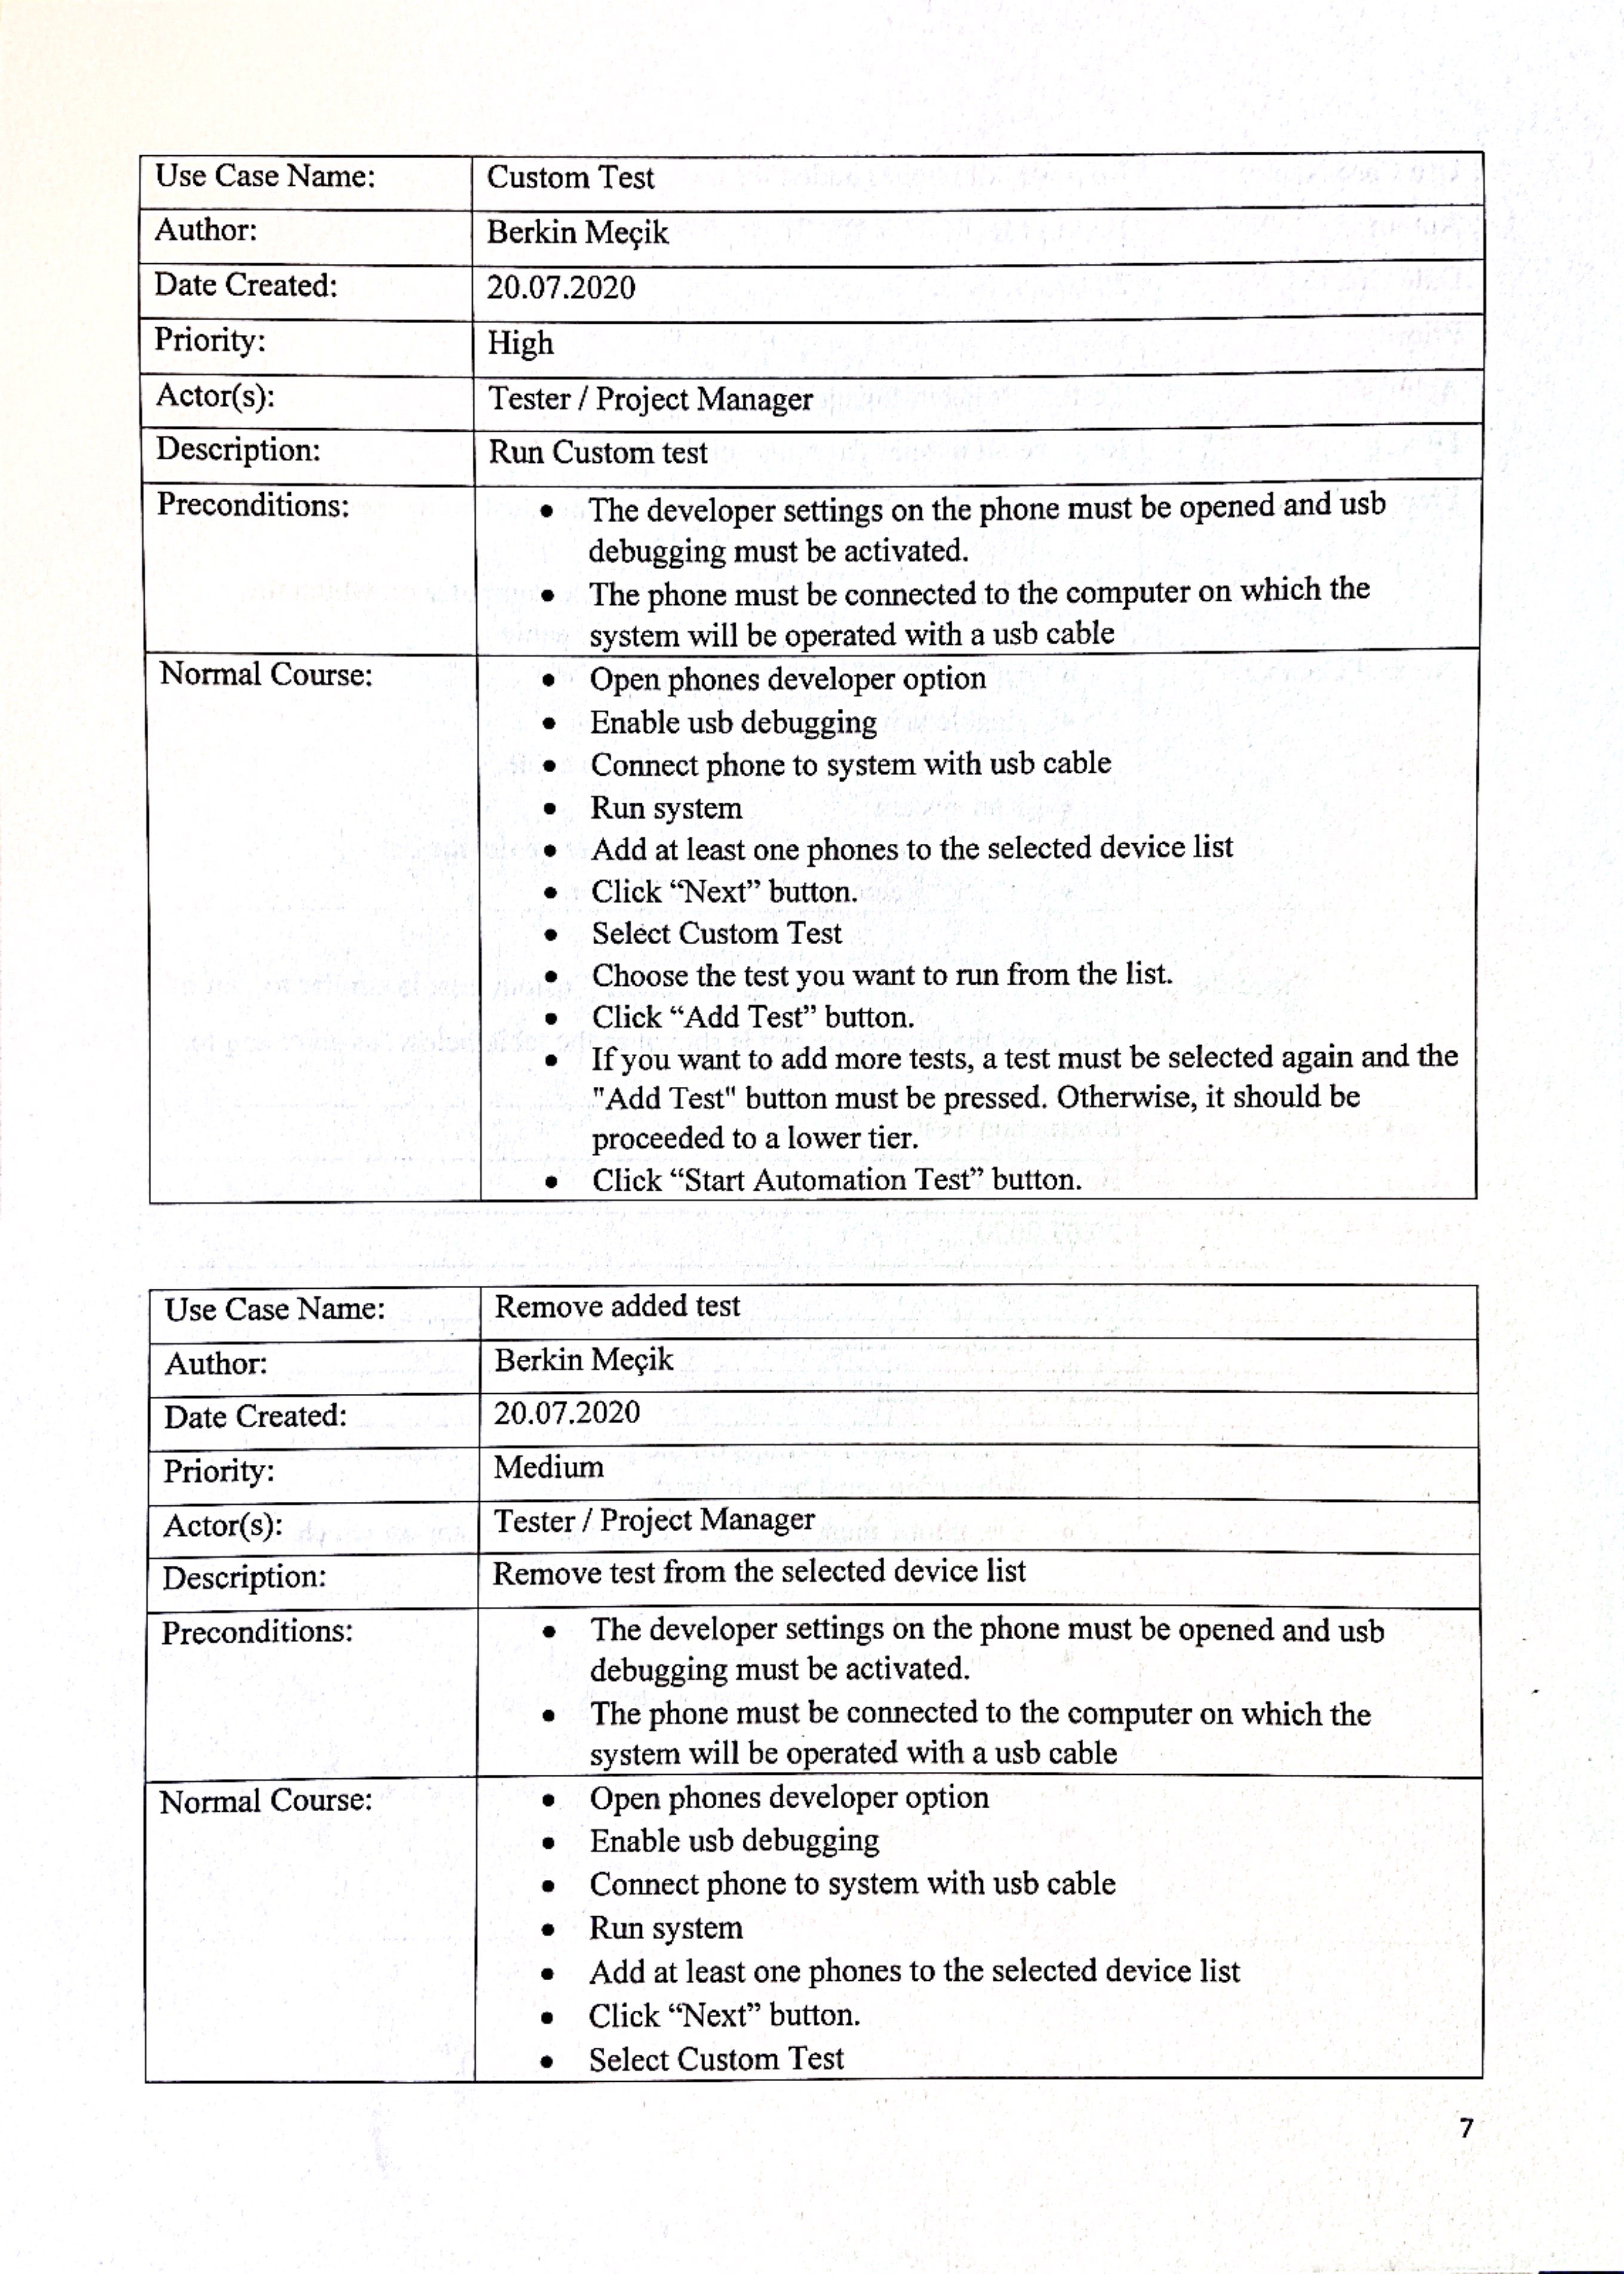 Use Case Name: Custom Test
Author: Berkin Meçik
Date Created: 20.07.2020
Priority: High
Actor(s): Tester / Project Manager
Description: Run Custom test
Preconditions: • The developer settings on the phone must be opened and usb
debugging must be activated.
• The phone must be connected to the computer on which the
system will be operated with a usb cable
Normal Course: • Open phones developer option
• Enable usb debugging
• Connect phone to system with usb cable
• Run system
• Add at least one phones to the selected device list
• Click “Next” button.
• Select Custom Test
• Choose the test you want to run from the list.
• Click “Add Test” button.
• If you want to add more tests, a test must be selected again and the
"Add Test" button must be pressed. Otherwise, it should be
proceeded to a lower tier.
• Click “Start Automation Test” button.
Use Case Name: Remove added test
Author: Berkin Meçik
Date Created: 20.07.2020
Priority: Medium
Actor(s): Tester / Project Manager
Description: Remove test from the selected device list
Preconditions: • The developer settings on the phone must be opened and usb
debugging must be activated.
• The phone must be connected to the computer on which the
system will be operated with a usb cable
Normal Course: • Open phones developer option
• Enable usb debugging
• Connect phone to system with usb cable
• Run system
• Add at least one phones to the selected device list
• Click “Next” button.
• Select Custom Test
7